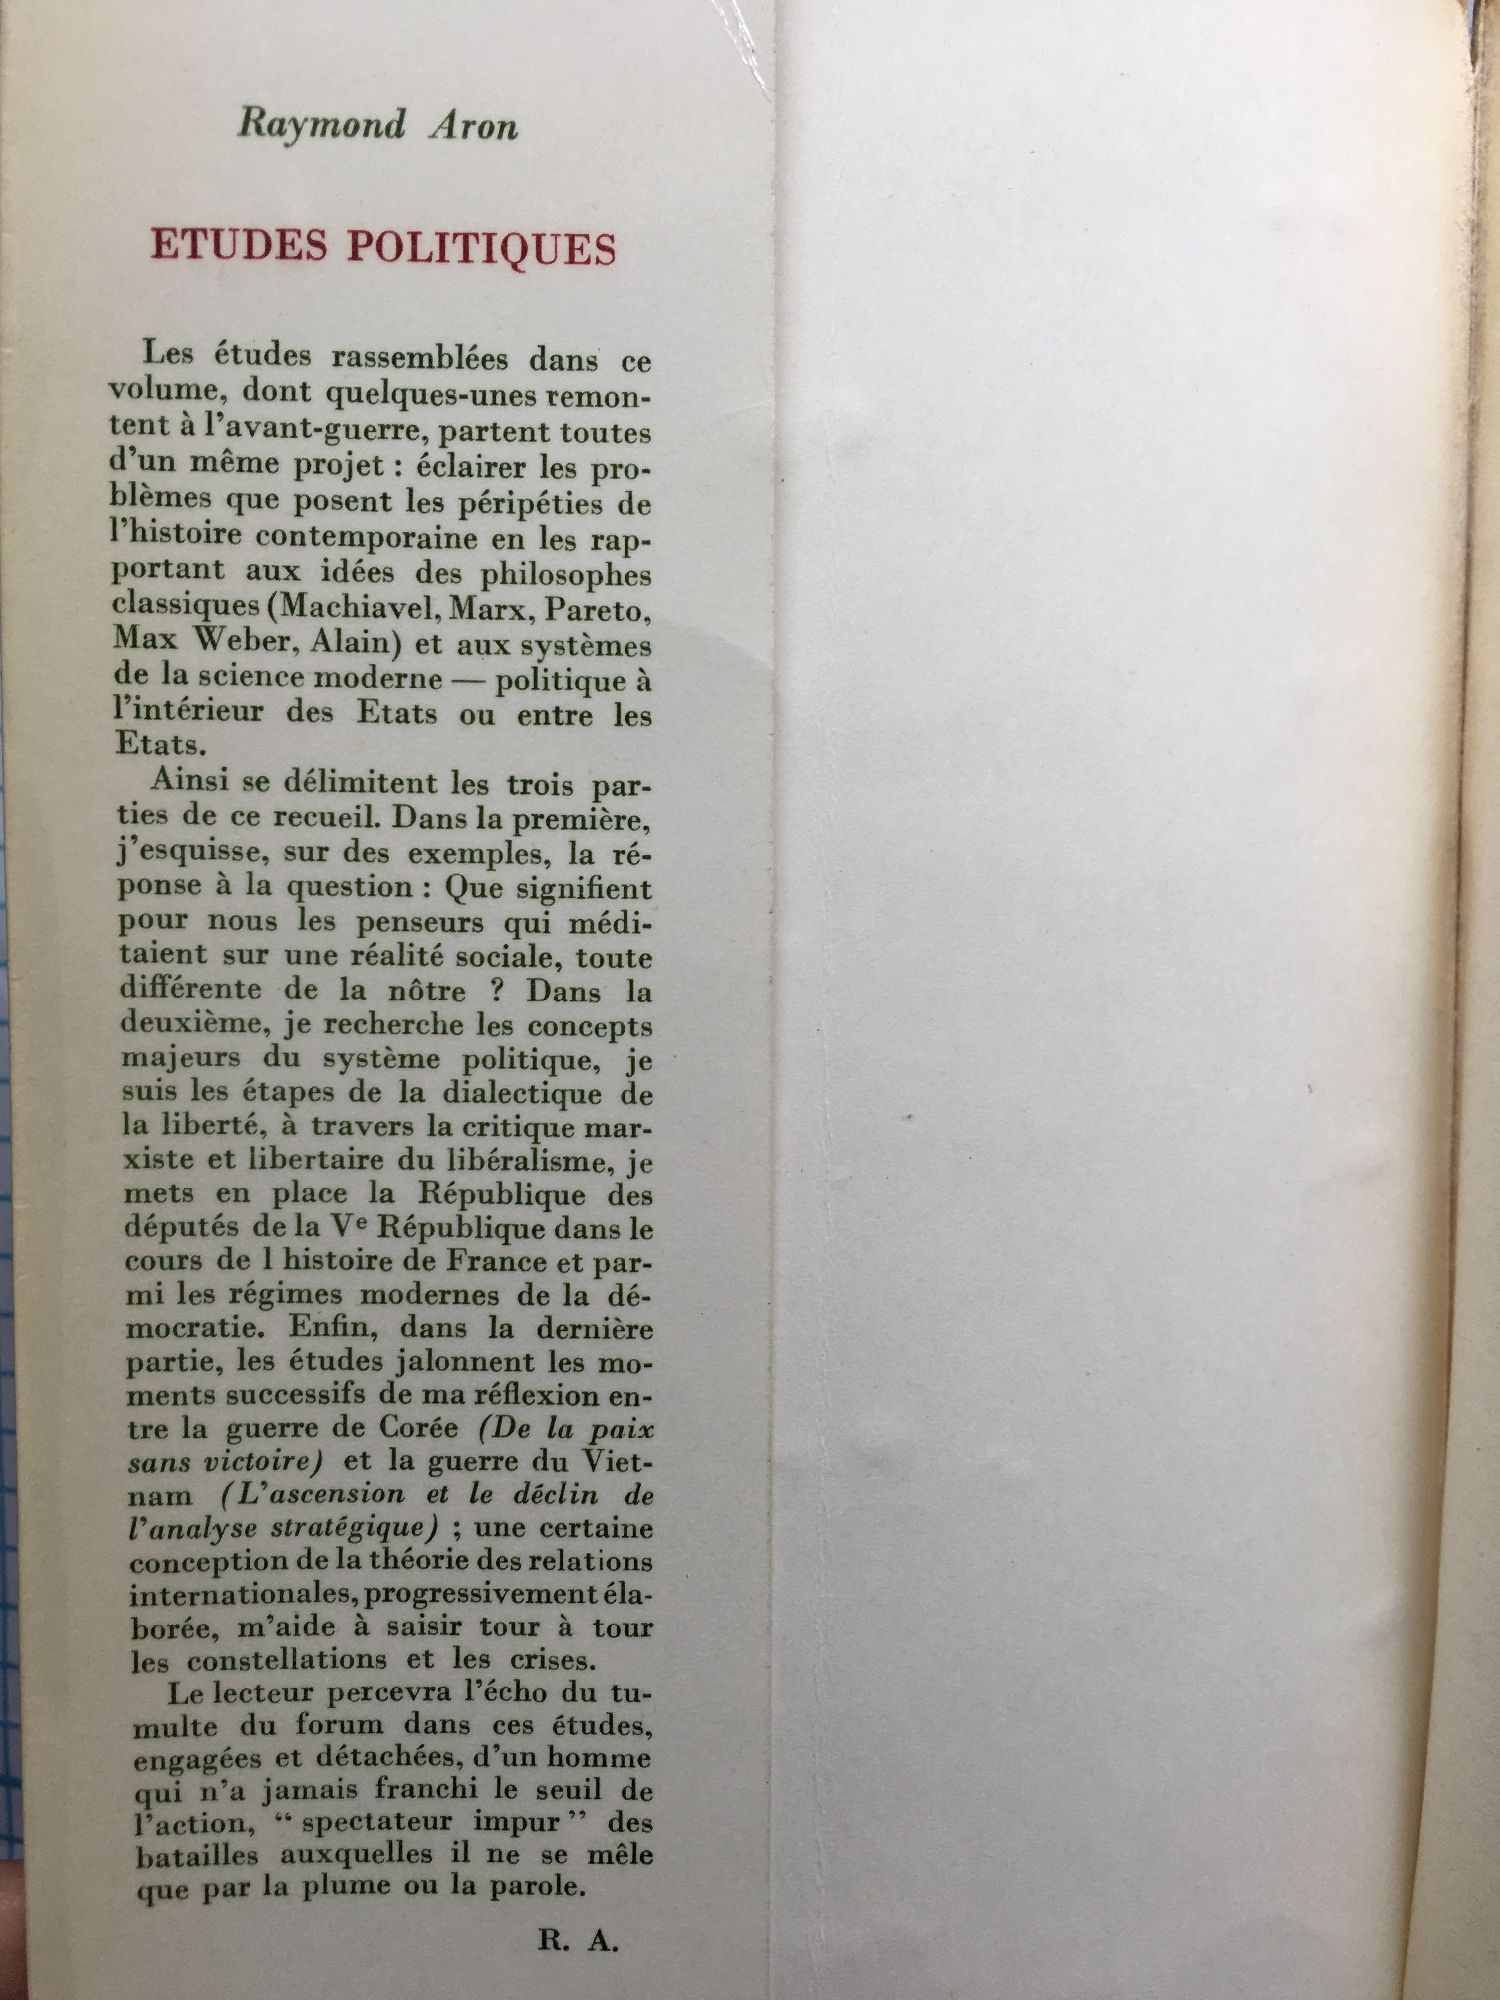 Raymond Aron
ETUDES POLITIQUES
Les études rassemblées dans ce
volume, dont quelques-unes remon-
tent à l'avant-guerre, partent toutes
d'un même projet : éclairer les pro-
blèmes que posent les péripéties de
l'histoire contemporaine en les rap-
portant aux idées des philosophes
classiques (Machiavel, Marx, Pareto,
Max Weber, Alain) et aux systèmes
de la science moderne — politique à
l'intérieur des Etats ou entre les
Etats.
Ainsi se délimitent les trois par-
ties de ce recueil. Dans la première,
j'esquisse, sur des exemples, la ré-
ponse à la question : Que signifient
pour nous les penseurs qui médi-
taient sur une réalité sociale, toute
différente de la nôtre ? Dans la
deuxième, je recherche les concepts
majeurs du système politique, je
suis les étapes de la dialectique de
la liberté, à travers la critique mar-
xiste et libertaire du libéralisme, je
mets en place la République des
députés de la Ve République dans le
cours de l histoire de France et par-
mi les régimes modernes de la dé-
mocratie. Enfin, dans la dernière
partie, les études jalonnent les mo-
ments successifs de ma réflexion en-
tre la guerre de Corée (De la paix
sans victoire) et la guerre du Viet-
nam (L'ascension et le déclin de
l'analyse stratégique) ; une certaine
conception de la théorie des relations
internationales, progressivement éla-
borée, m'aide à saisir tour à tour
les constellations et les crises.
Le lecteur percevra l'écho du tu-
multe du forum dans ces études,
engagées et détachées, d'un homme
qui n'a jamais franchi le seuil de
l'action, “ spectateur impur ” des
batailles auxquelles il ne se mêle
que par la plume ou la parole.
R. A.